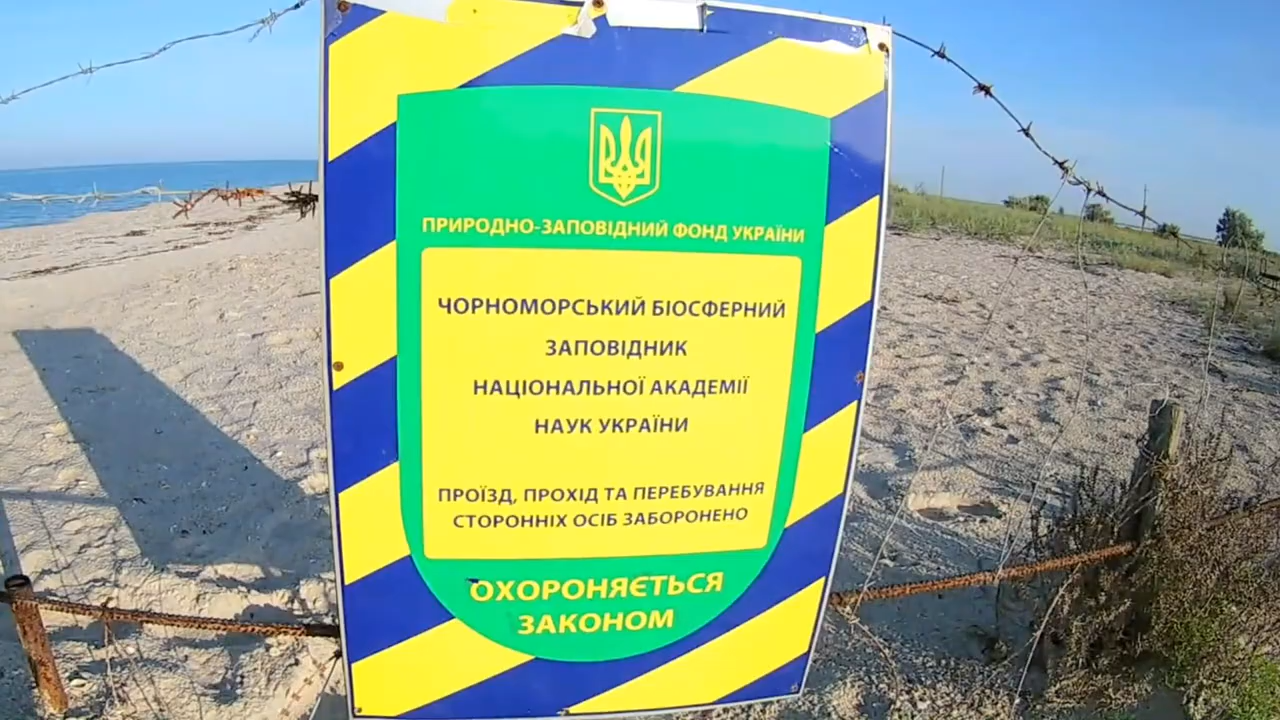 ПРИРОДНО-ЗАПОВІДНИЙ ФОНД УКРАЇНИ
ЧОРНОМОРСЬКИЙ БІОСФЕРНИЙ
ЗАПОВІДНИК
НАЦІОНАЛЬНОЇ АКАДЕМІЇ
НАУК УКРАЇНИ
ПРОЇЗД, ПРОХІД ТА ПЕРЕБУВАННЯ
СТОРОННІХ ОСІБ ЗАБОРОНЕНО
ОХОРОНЯЄТЬСЯ
ЗАКОНОМ